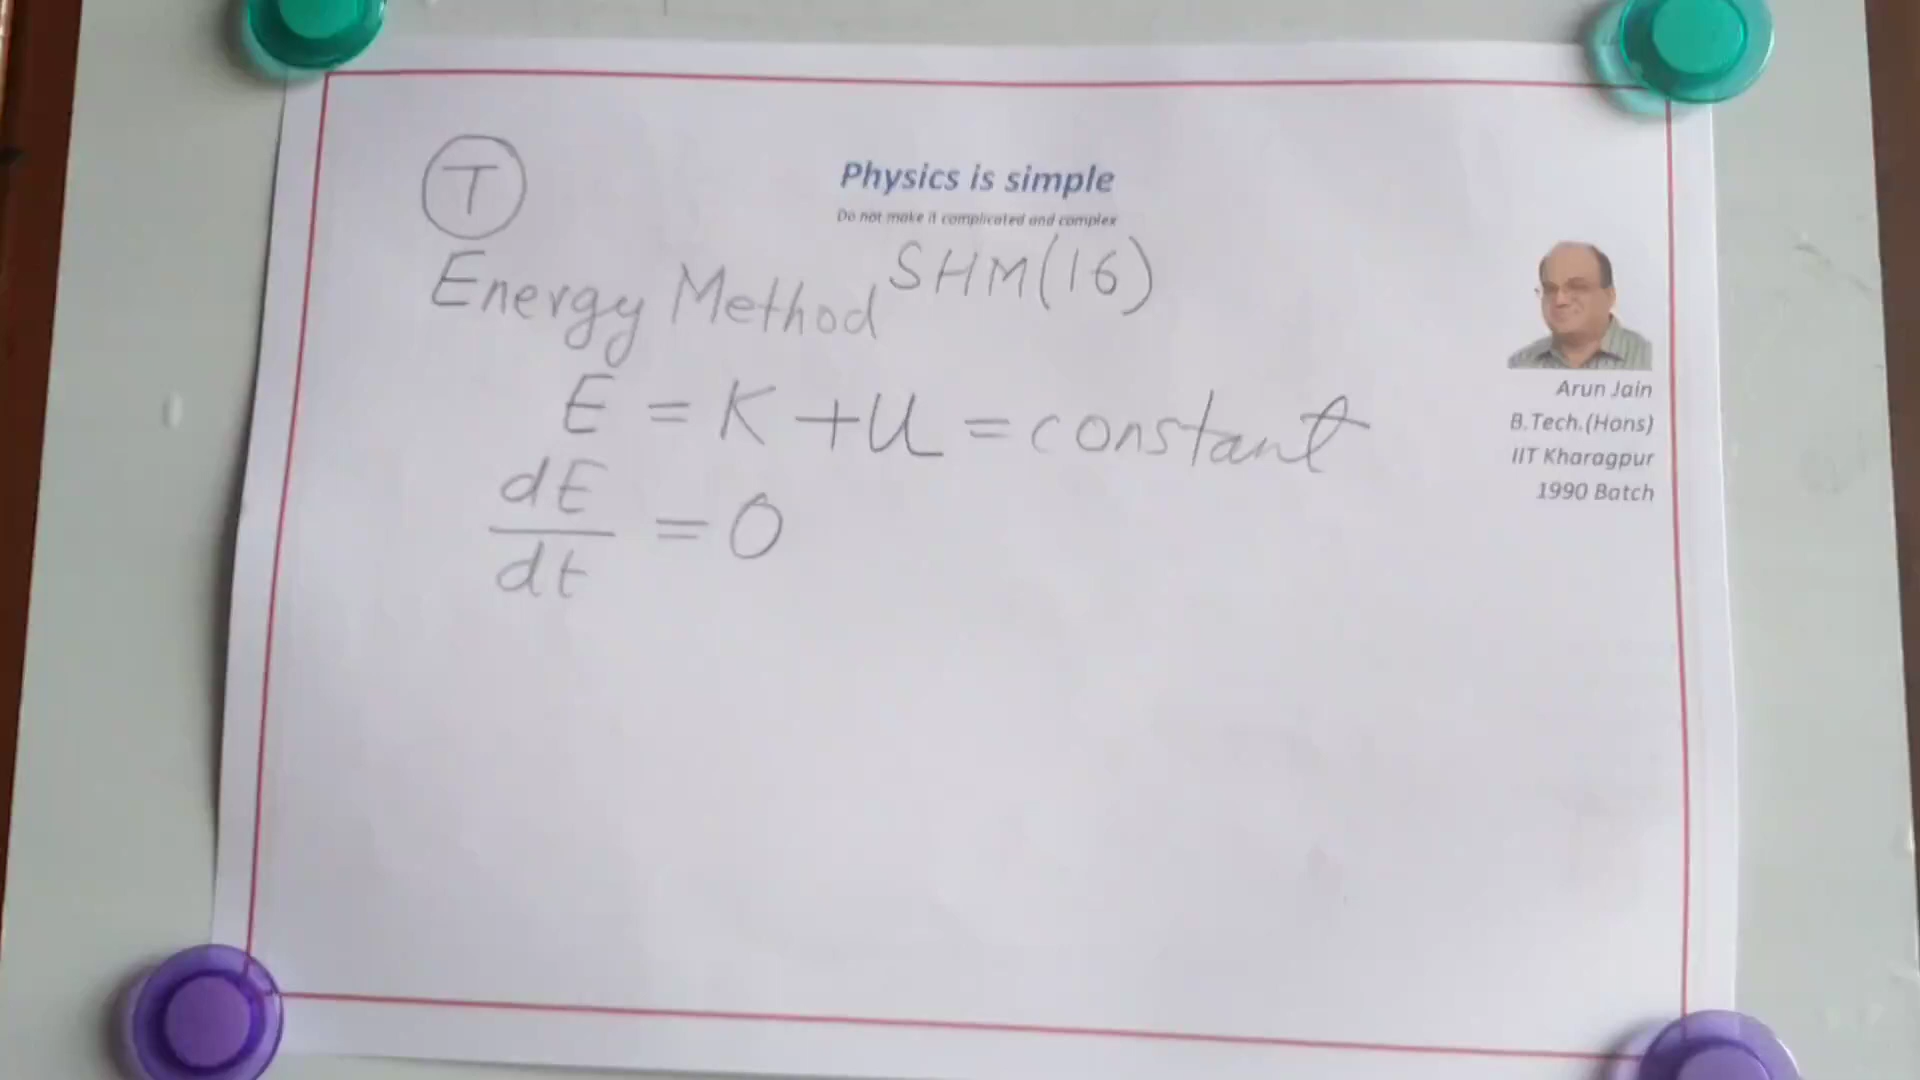 T
Physics is simple
Do not make it complicated and complex
SHM(16)
Energy Method
E = K + U = constant
dE
dt
= 0
Arun Jain
B.Tech.(Hons)
IIT Kharagpur
1990 Batch